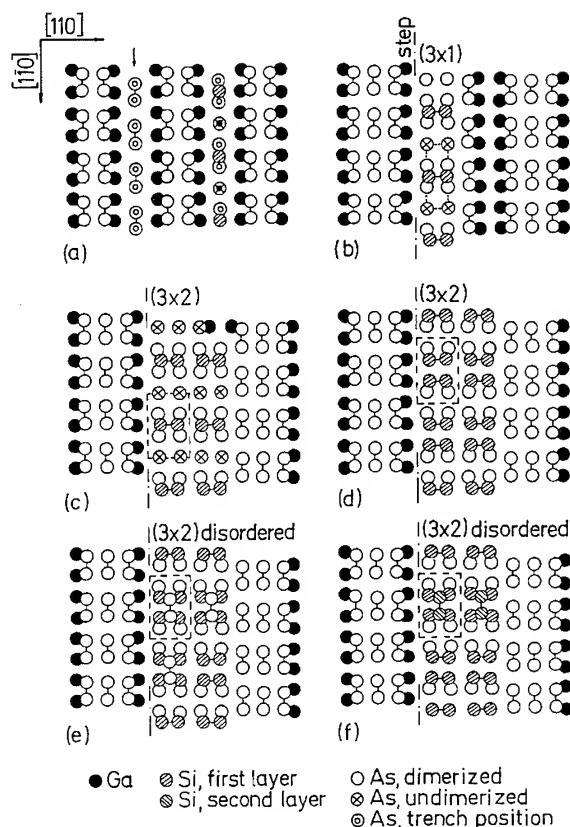 [110]
[1̄10]
(a)
step
(3x1)
(b)
(3x2)
(c)
(3x2)
(d)
(3x2) disordered
(e)
(3x2) disordered
(f)
Ga
Si, first layer
Si, second layer
As, dimerized
As, undimerized
As, trench position